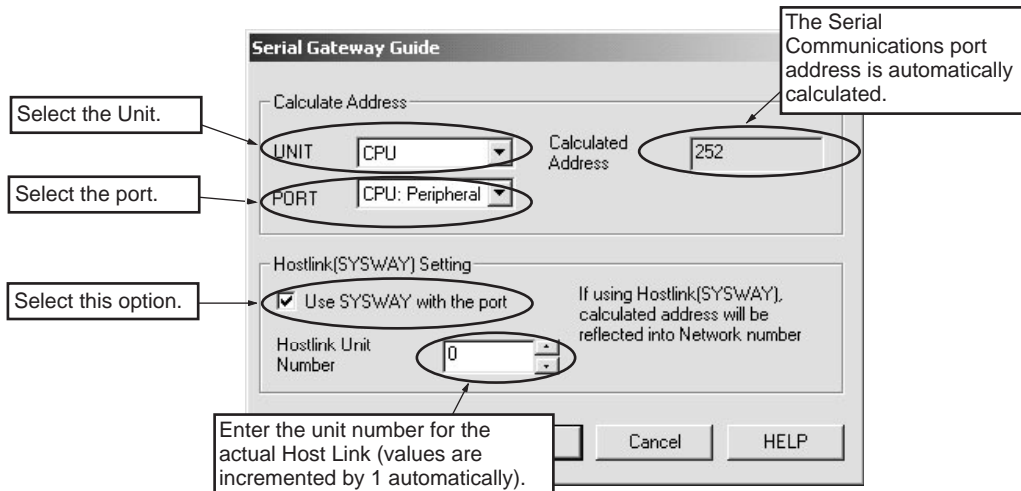 The Serial
Communications port
address is automatically
calculated.
Serial Gateway Guide
Calculate Address
Select the Unit.
UNIT
CPU
Calculated
Address
252
Select the port.
PORT
CPU: Peripheral
Hostlink(SYSWAY) Setting
Select this option.
Use SYSWAY with the port
If using Hostlink(SYSWAY),
calculated address will be
reflected into Network number
Hostlink Unit
Number
0
Enter the unit number for the
actual Host Link (values are
incremented by 1 automatically).
Cancel
HELP